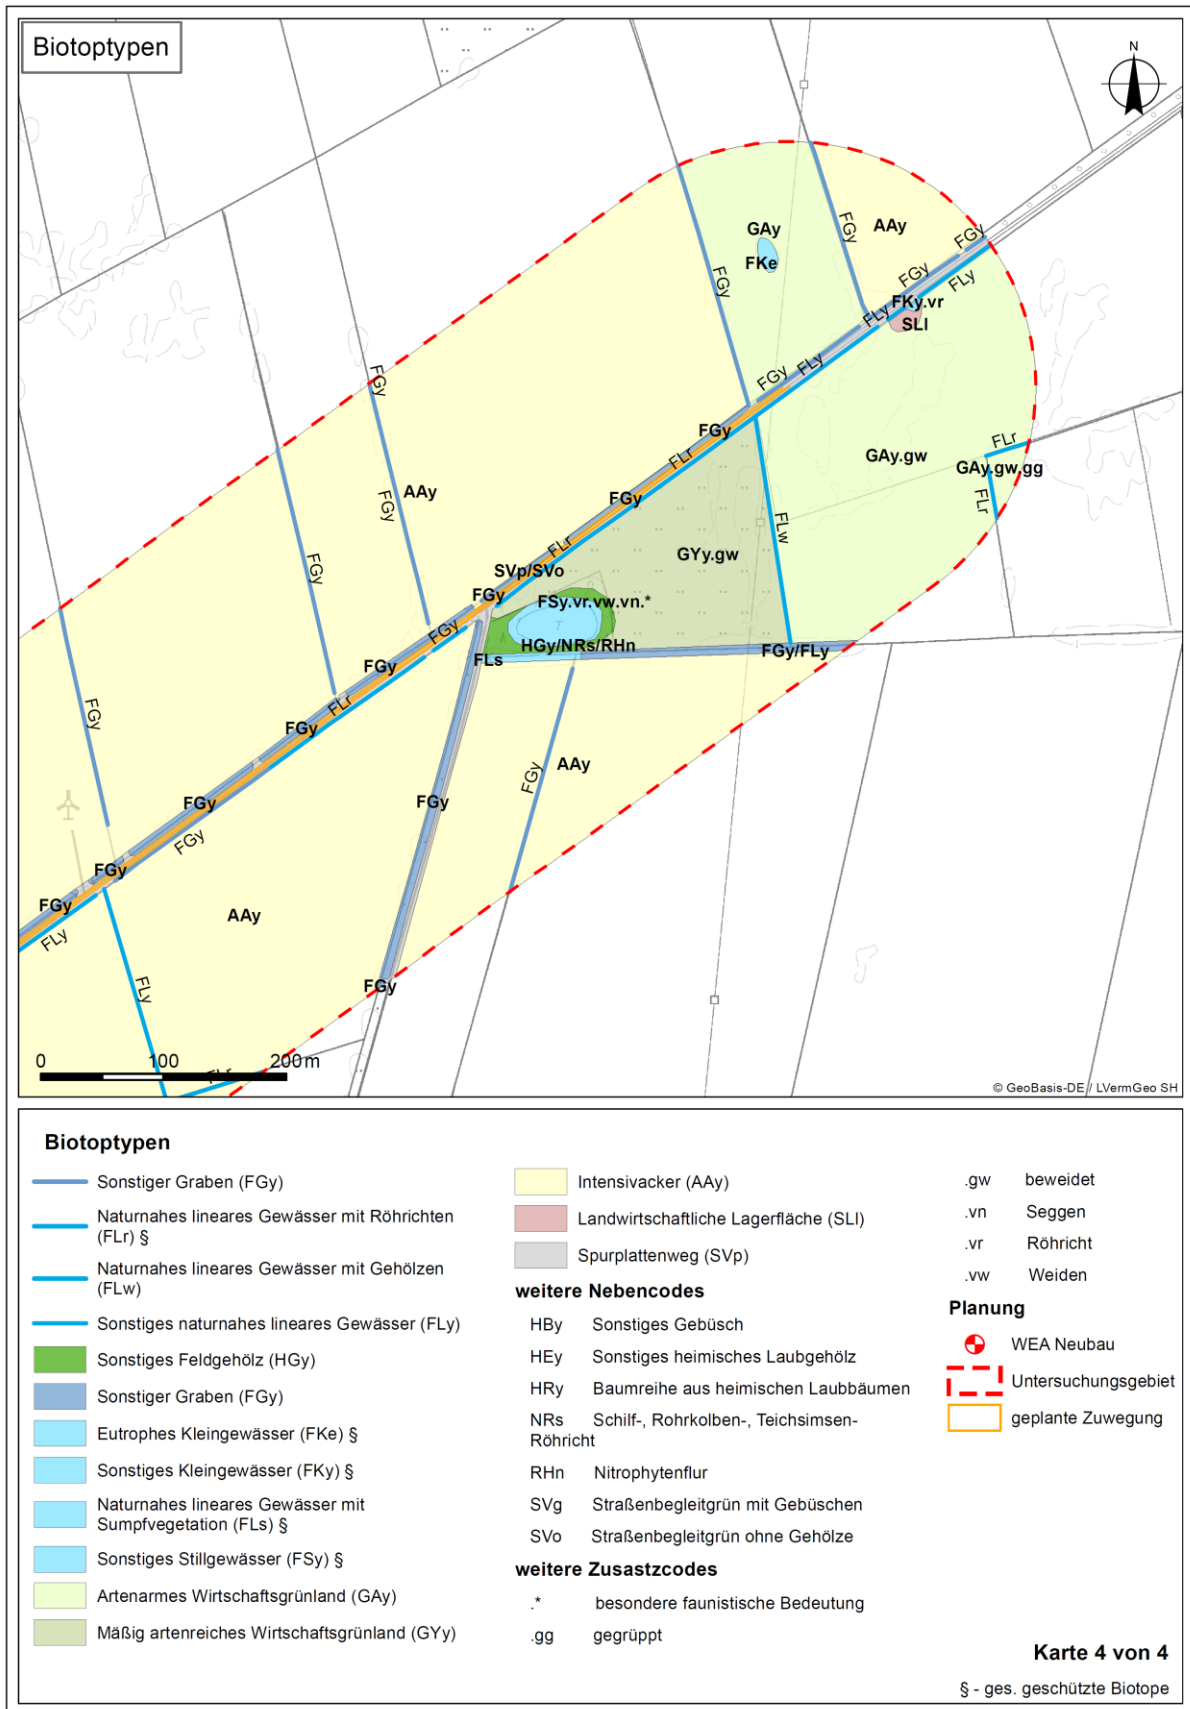 Biotoptypen
N
GAy
FGy
AAy
FGy
FKe
FGy
FGy
FLy
FKy.vr
FLy
SLI
FGy
FLy
FGy
FGy
FLr
FGy
FLr
GAy.gw
GAy.gw.gg
FLr
AAy
FGy
FGy
FLr
FLw
GYy.gw
SVp/SVo
FGy
FSy.vr.vw.vn.*
FGy
T
HGy/NRs/RHn
FLs
FGy/FLy
FGy
FGy
FLr
FGy
FGy
AAy
FGy
FGy
FGy
FGy
FGy
FGy
AAy
FLy
FLy
FGy
0 100 200m
FLr
© GeoBasis-DE / LVermGeo SH
Biotoptypen
Sonstiger Graben (FGy)
Naturnahes lineares Gewässer mit Röhrichten
(FLr) §
Naturnahes lineares Gewässer mit Gehölzen
(FLw)
Sonstiges naturnahes lineares Gewässer (FLy)
Sonstiges Feldgehölz (HGy)
Sonstiger Graben (FGy)
Eutrophes Kleingewässer (FKe) §
Sonstiges Kleingewässer (FKy) §
Naturnahes lineares Gewässer mit
Sumpfvegetation (FLs) §
Sonstiges Stillgewässer (FSy) §
Artenarmes Wirtschaftsgrünland (GAy)
Mäßig artenreiches Wirtschaftsgrünland (GYy)
Intensivacker (AAy)
Landwirtschaftliche Lagerfläche (SLI)
Spurplattenweg (SVp)
weitere Nebencodes
HBy Sonstiges Gebüsch
HEy Sonstiges heimisches Laubgehölz
HRy Baumreihe aus heimischen Laubbäumen
NRs Schilf-, Rohrkolben-, Teichsimsen-
Röhricht
RHn Nitrophytenflur
SVg Straßenbegleitgrün mit Gebüschen
SVo Straßenbegleitgrün ohne Gehölze
weitere Zusastzcodes
.* besondere faunistische Bedeutung
.gg gegrüppt
.gw beweidet
.vn Seggen
.vr Röhricht
.vw Weiden
Planung
WEA Neubau
Untersuchungsgebiet
geplante Zuwegung
Karte 4 von 4
§ - ges. geschützte Biotope